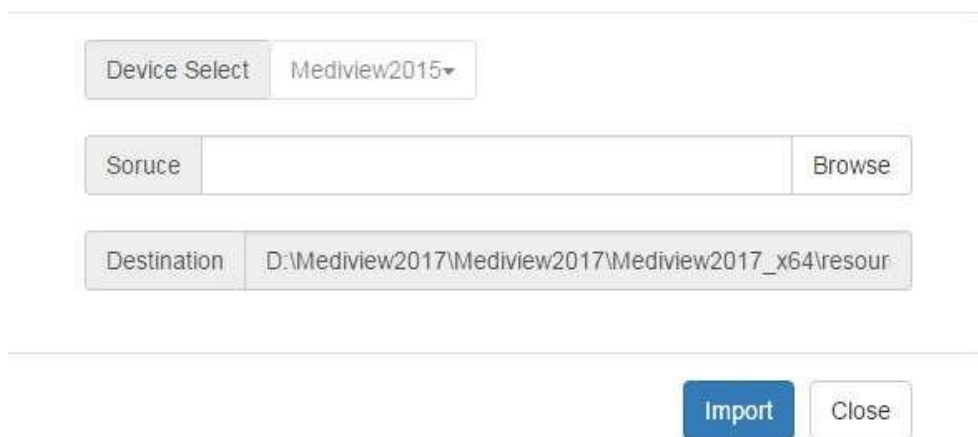 Device Select Mediview2015
Soruce Browse
Destination D:\Mediview2017\Mediview2017\Mediview2017_x64\resour
Import Close